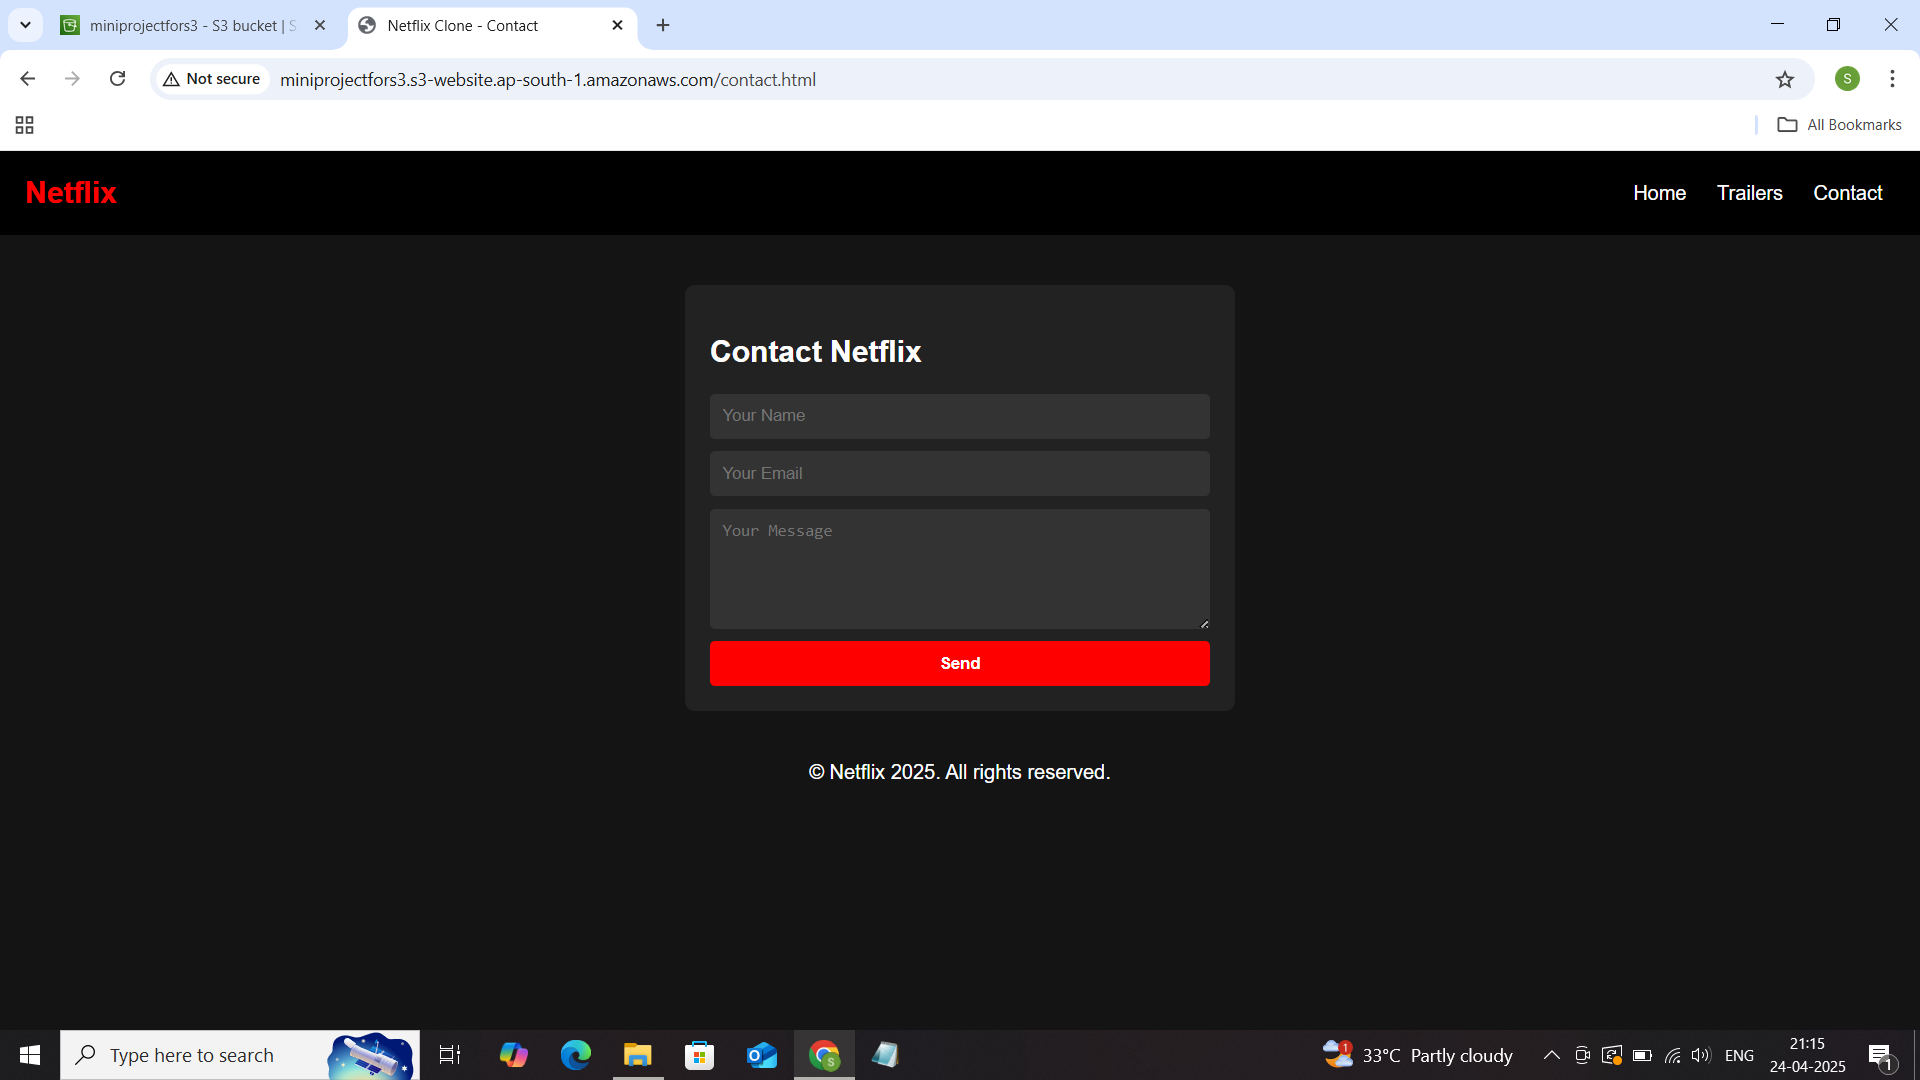 miniprojectfors3 - S3 bucket | S
Netflix Clone - Contact
Not secure
miniprojectfors3.s3-website.ap-south-1.amazonaws.com/contact.html
S
All Bookmarks
Netflix
Home Trailers Contact
Contact Netflix
Your Name
Your Email
Your Message
Send
© Netflix 2025. All rights reserved.
Type here to search
1
33°C Partly cloudy
ENG
21:15
24-04-2025
1